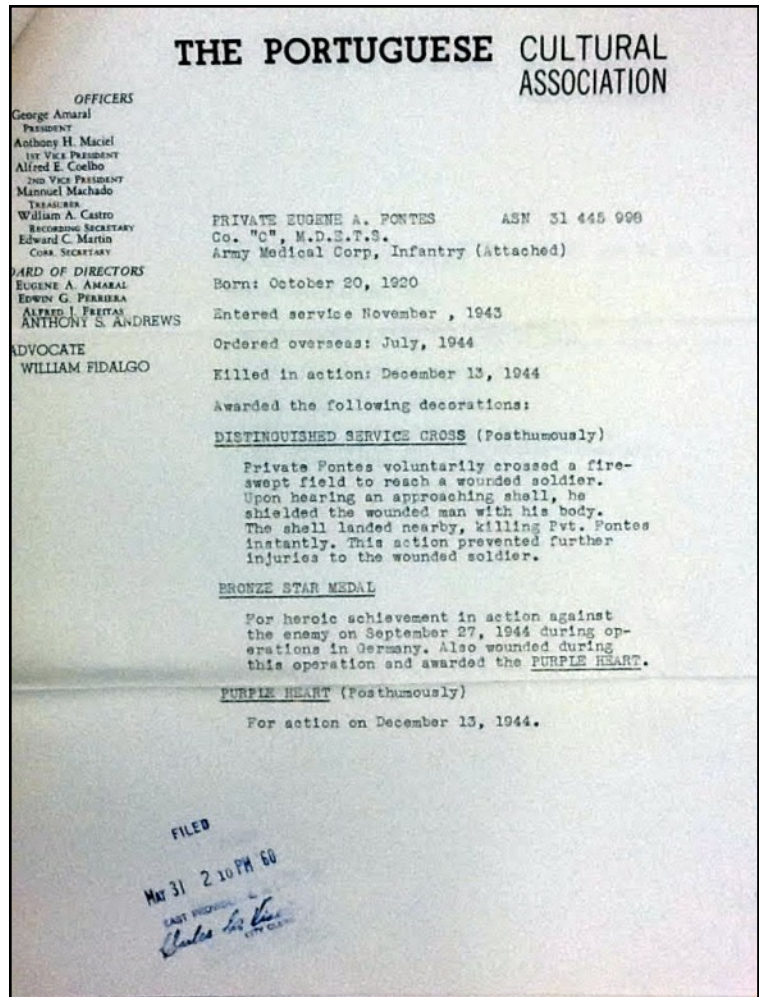 THE PORTUGUESE CULTURAL
ASSOCIATION
OFFICERS
George Amaral
PRESIDENT
Anthony H. Maciel
1ST VICE PRESIDENT
Alfred E. Coelho
2ND VICE PRESIDENT
Mannuel Machado
TREASURER
William A. Castro
RECORDING SECRETARY
Edward C. Martin
CORR. SECRETARY
ARD OF DIRECTORS
EUGENE A. AMARAL
EDWIN G. PERRIERA
ALFRED J. FREITAS
ANTHONY S. ANDREWS
ADVOCATE
WILLIAM FIDALGO
PRIVATE EUGENE A. PONTES ASN 31 445 998
Co. "C", M.D.E.T.S.
Army Medical Corp, Infantry (Attached)
Born: October 20, 1920
Entered service November , 1943
Ordered overseas: July, 1944
Killed in action: December 13, 1944
Awarded the following decorations:
DISTINGUISHED SERVICE CROSS (Posthumously)
Private Pontes voluntarily crossed a fire-
swept field to reach a wounded soldier.
Upon hearing an approaching shell, he
shielded the wounded man with his body.
The shell landed nearby, killing Pvt. Pontes
instantly. This action prevented further
injuries to the wounded soldier.
BRONZE STAR MEDAL
For heroic achievement in action against
the enemy on September 27, 1944 during op-
erations in Germany. Also wounded during
this operation and awarded the PURPLE HEART.
PURPLE HEART (Posthumously)
For action on December 13, 1944.
FILED
MAY 31 2 10 PM 60
EAST
CITY